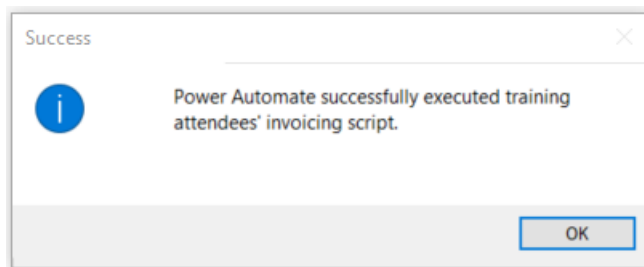 Success
Power Automate successfully executed training
attendees' invoicing script.
OK